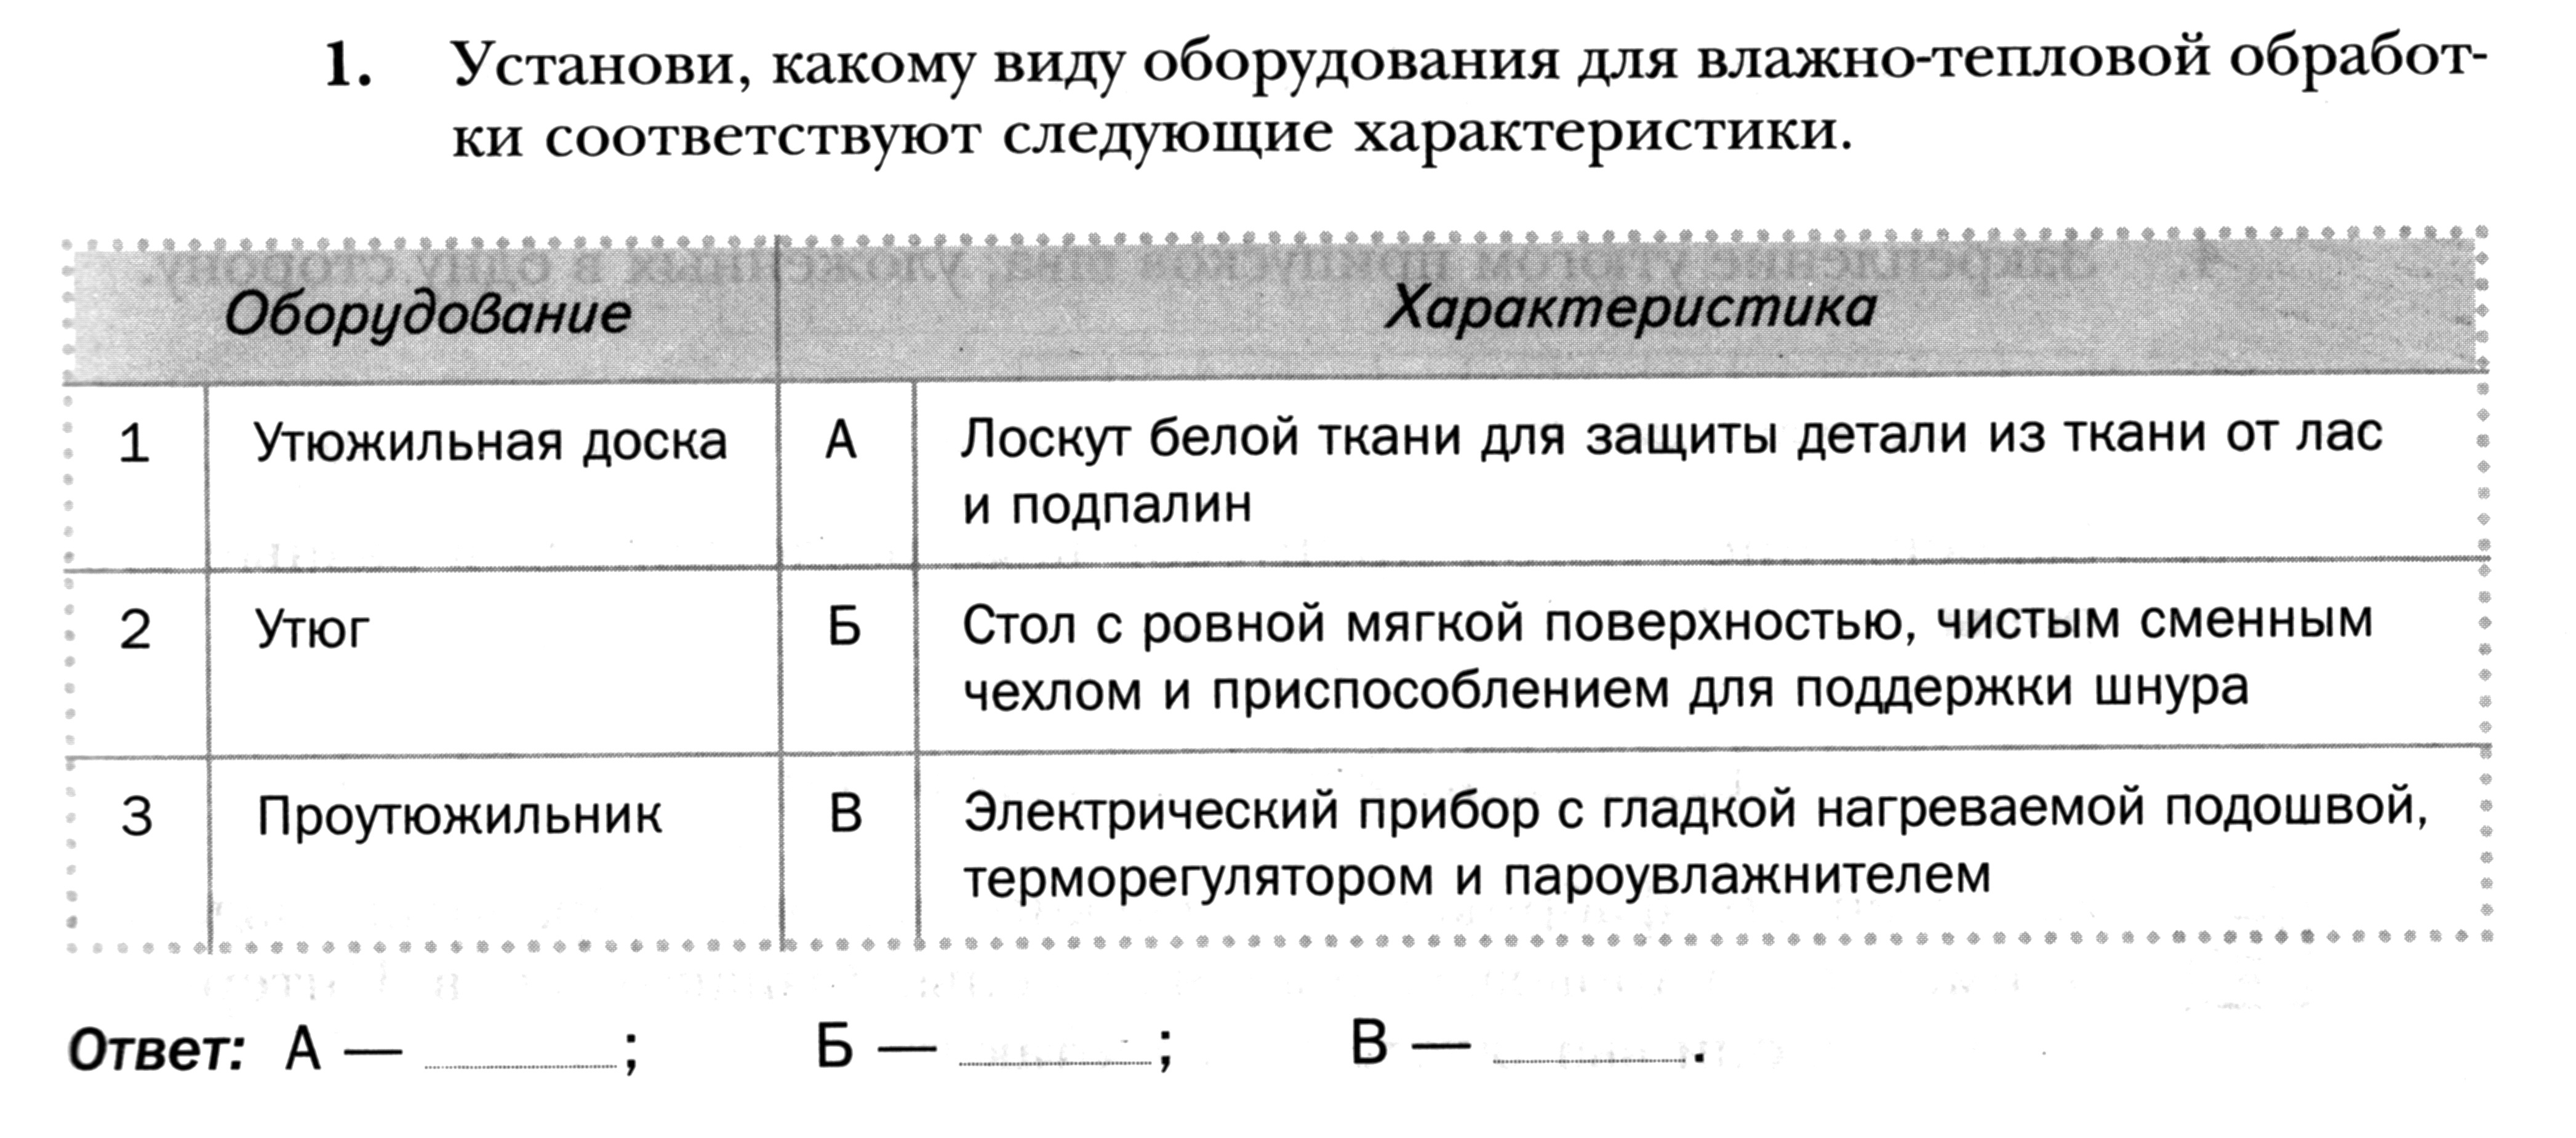 1. Установи, какому виду оборудования для влажно-тепловой обработ-
ки соответствуют следующие характеристики.
Оборудование Характеристика
1 Утюжильная доска А Лоскут белой ткани для защиты детали из ткани от лас
и подпалин
2 Утюг Б Стол с ровной мягкой поверхностью, чистым сменным
чехлом и приспособлением для поддержки шнура
3 Проутюжильник В Электрический прибор с гладкой нагреваемой подошвой,
терморегулятором и пароувлажнителем
Ответ: А — ; Б — ; В — .